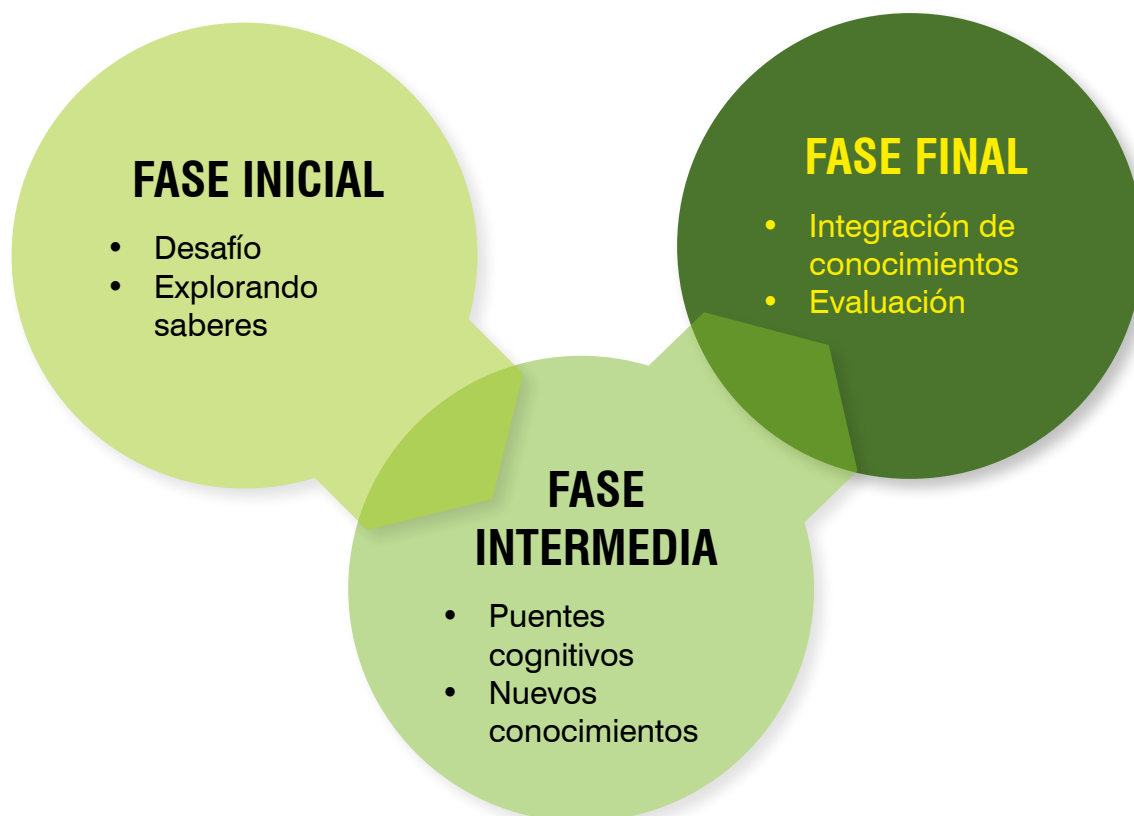 FASE INICIAL
• Desafío
• Explorando
saberes
FASE
INTERMEDIA
• Puentes
cognitivos
• Nuevos
conocimientos
FASE FINAL
• Integración de
conocimientos
• Evaluación